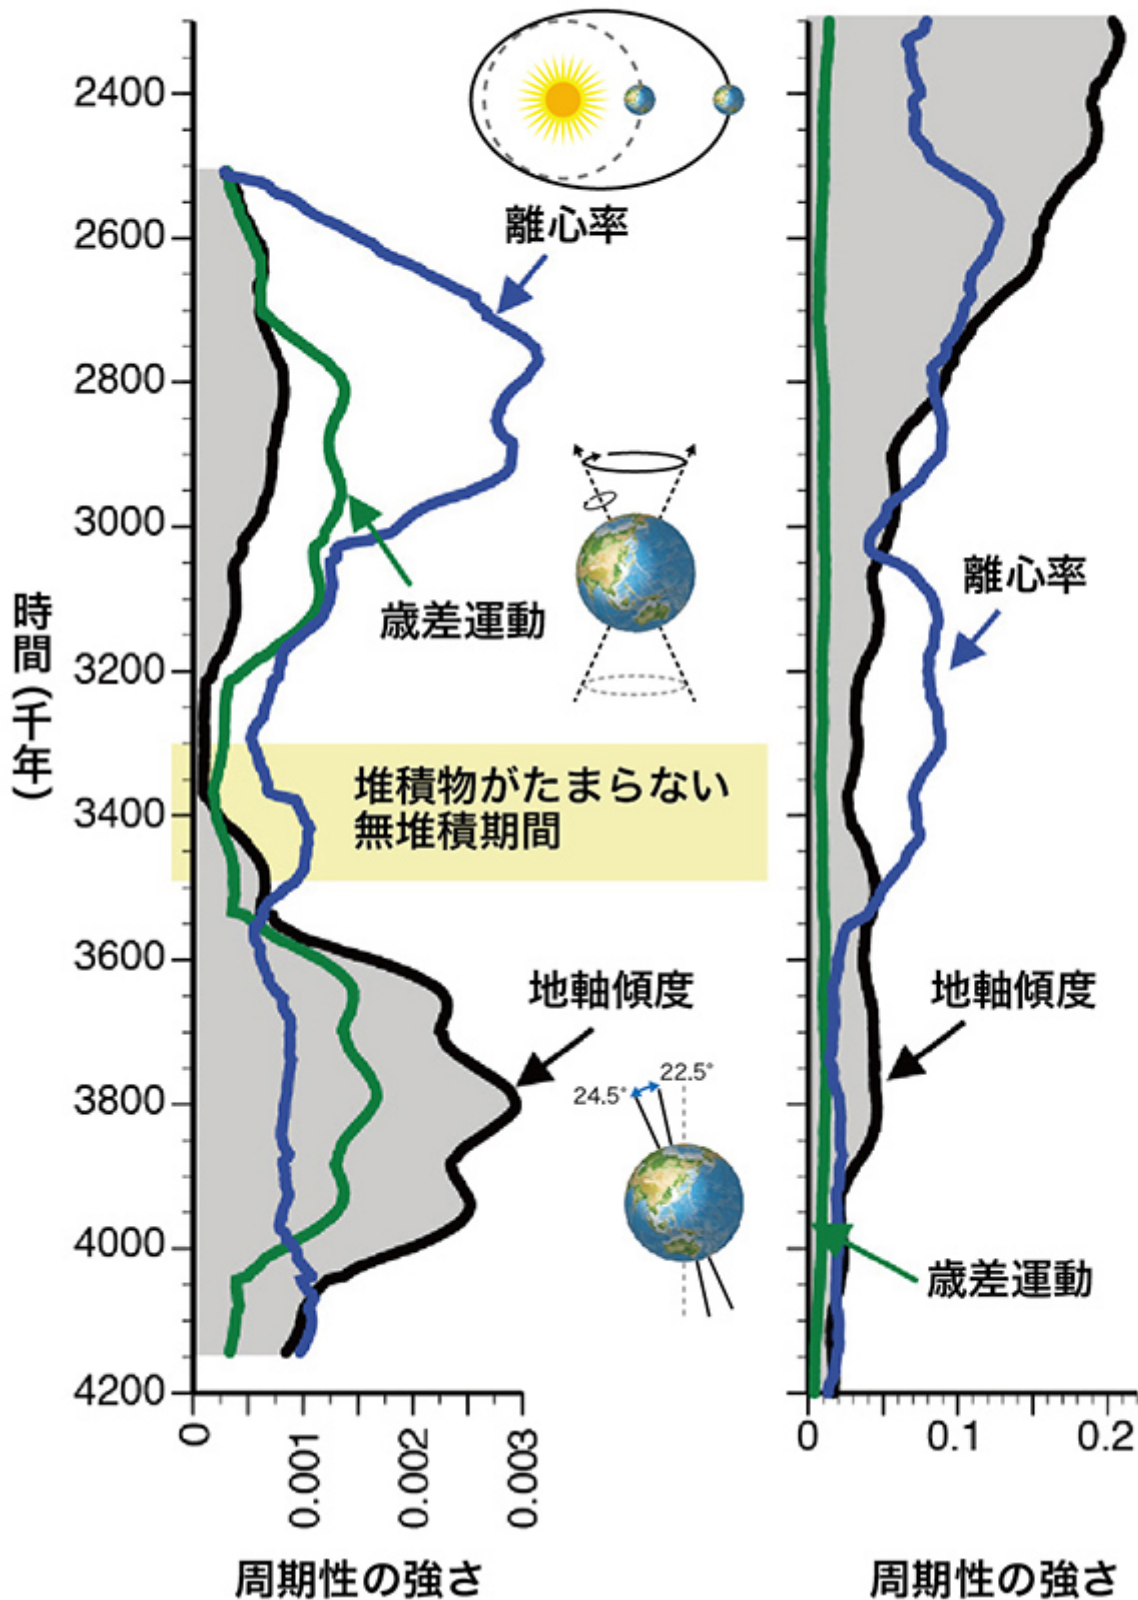 2400
2600
2800
3000
3200
3400
3600
3800
4000
4200
時間(千年)
離心率
歳差運動
堆積物がたまらない
無堆積期間
地軸傾度
24.5°
22.5°
0
0.001
0.002
0.003
周期性の強さ
離心率
地軸傾度
歳差運動
0
0.1
0.2
周期性の強さ